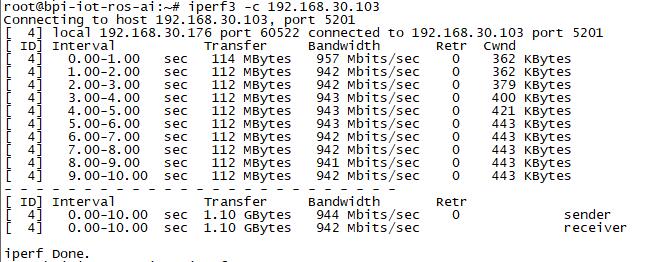 root@bpi-iot-ros-ai:~# iperf3 -c 192.168.30.103
Connecting to host 192.168.30.103, port 5201
[  4] local 192.168.30.176 port 60522 connected to 192.168.30.103 port 5201
[ ID] Interval           Transfer     Bandwidth       Retr  Cwnd
[  4]   0.00-1.00   sec   114 MBytes   957 Mbits/sec    0    362 KBytes
[  4]   1.00-2.00   sec   112 MBytes   942 Mbits/sec    0    362 KBytes
[  4]   2.00-3.00   sec   112 MBytes   942 Mbits/sec    0    379 KBytes
[  4]   3.00-4.00   sec   112 MBytes   943 Mbits/sec    0    400 KBytes
[  4]   4.00-5.00   sec   112 MBytes   943 Mbits/sec    0    421 KBytes
[  4]   5.00-6.00   sec   112 MBytes   943 Mbits/sec    0    443 KBytes
[  4]   6.00-7.00   sec   112 MBytes   942 Mbits/sec    0    443 KBytes
[  4]   7.00-8.00   sec   112 MBytes   942 Mbits/sec    0    443 KBytes
[  4]   8.00-9.00   sec   112 MBytes   941 Mbits/sec    0    443 KBytes
[  4]   9.00-10.00  sec   112 MBytes   942 Mbits/sec    0    443 KBytes
- - - - - - - - - - - - - - - - - - - - - - - - -
[ ID] Interval           Transfer     Bandwidth       Retr
[  4]   0.00-10.00  sec  1.10 GBytes   944 Mbits/sec    0             sender
[  4]   0.00-10.00  sec  1.10 GBytes   942 Mbits/sec                  receiver
iperf Done.